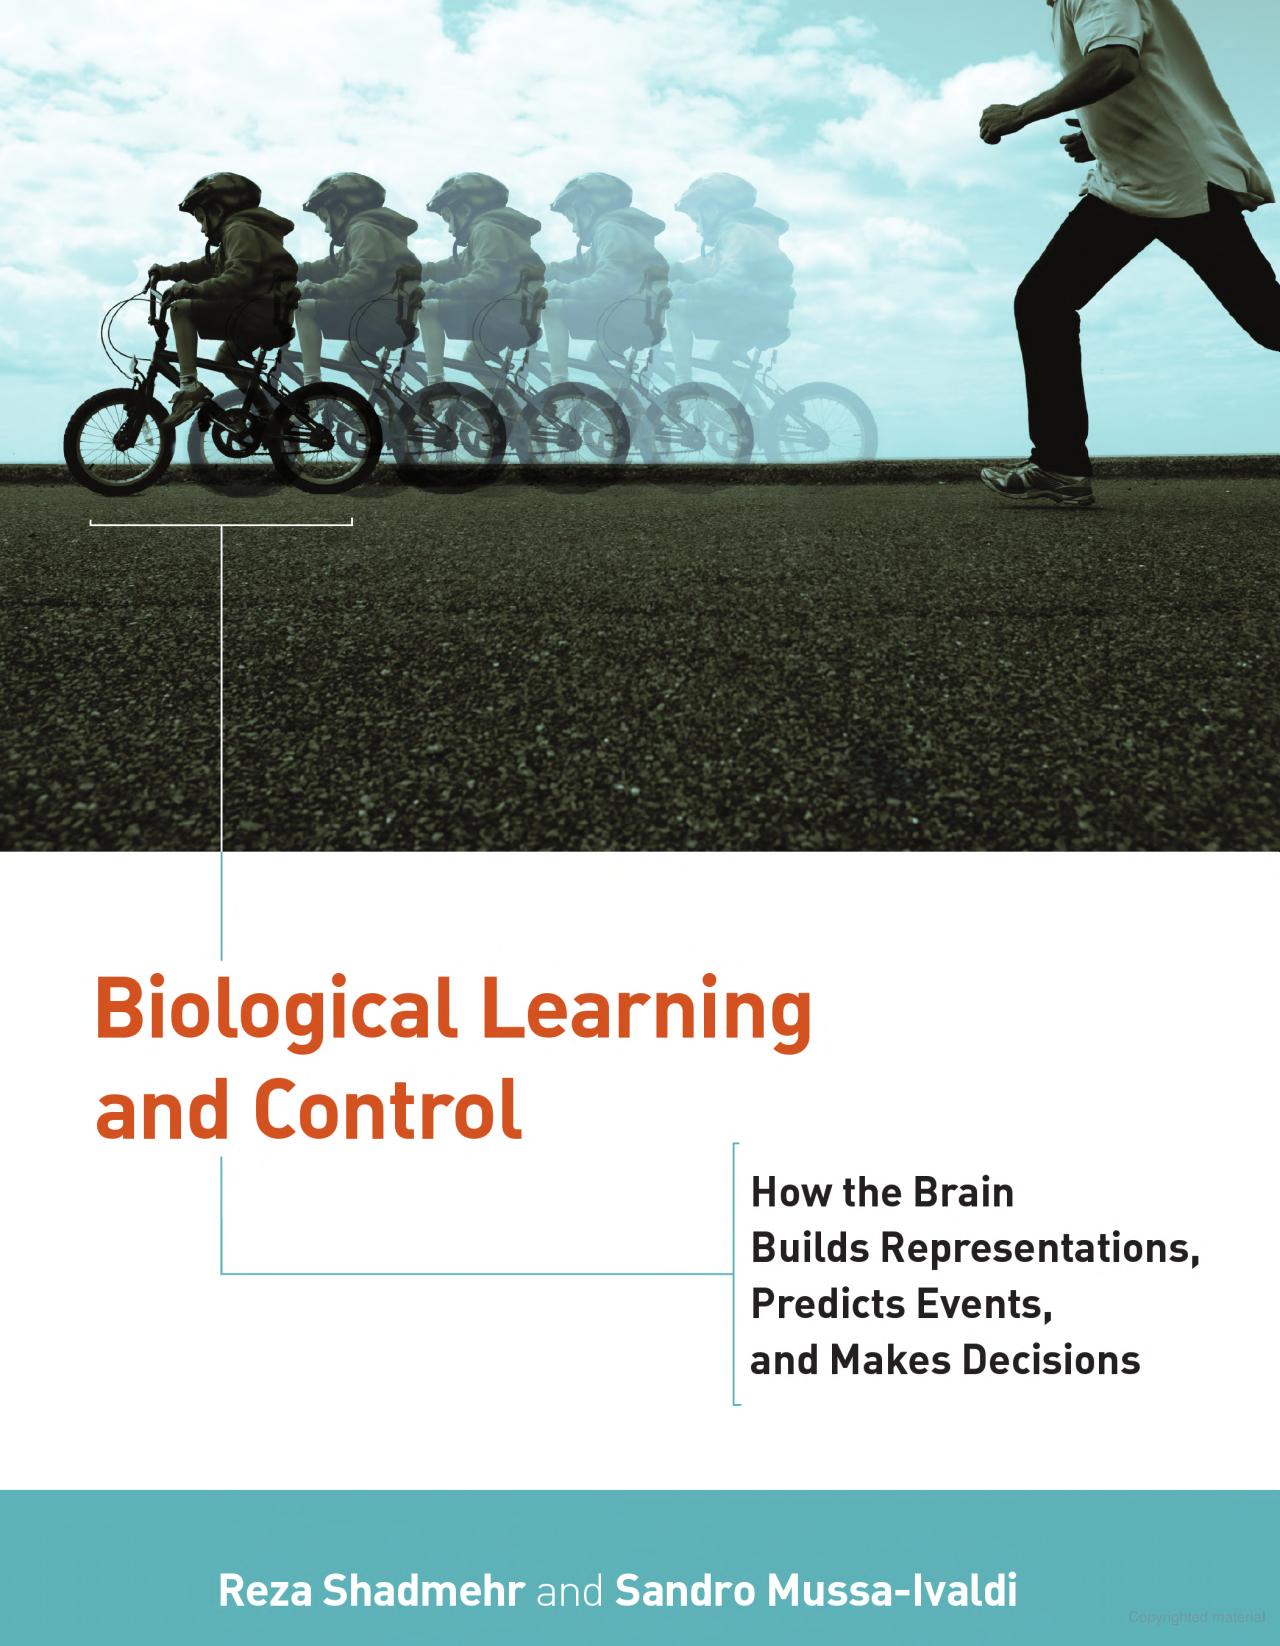 Biological Learning
and Control
How the Brain
Builds Representations,
Predicts Events,
and Makes Decisions
Reza Shadmehr and Sandro Mussa-Ivaldi
Copyrighted material